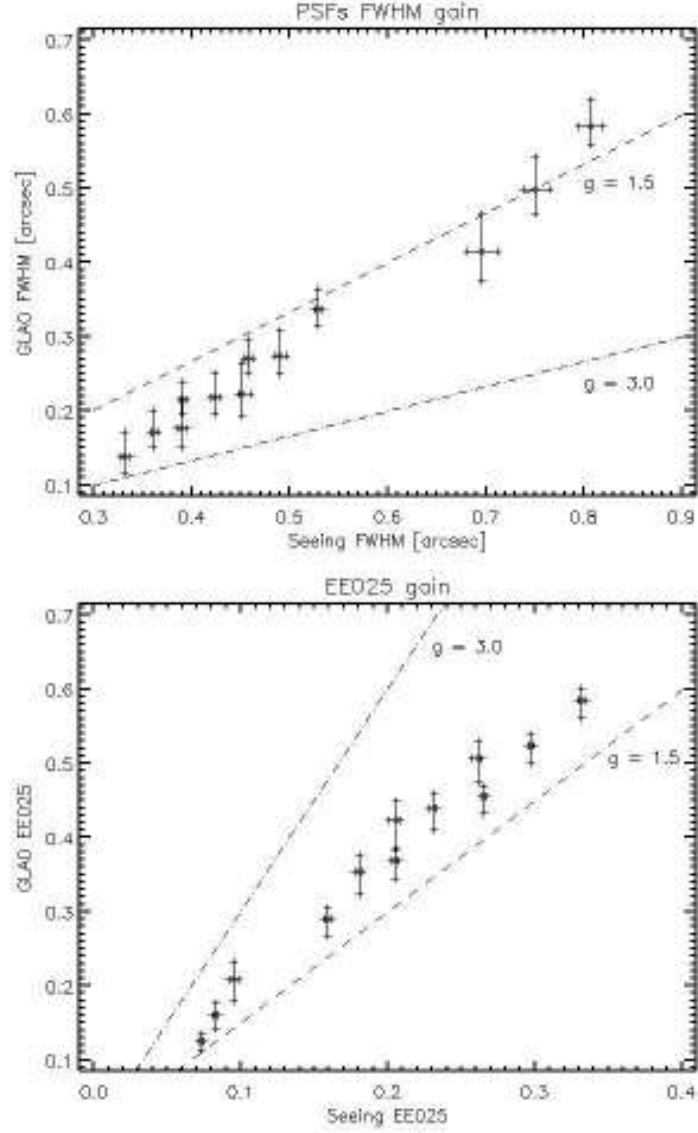 PSFs FWHM gain
0.7
0.6
0.5
0.4
0.3
0.2
0.1
GLAO FWHM [arcsec]
g = 1.5
g = 3.0
0.3 0.4 0.5 0.6 0.7 0.8 0.9
Seeing FWHM [arcsec]
EE025 gain
0.7
0.6
0.5
0.4
0.3
0.2
0.1
GLAO EE025
g = 3.0
g = 1.5
0.0 0.1 0.2 0.3 0.4
Seeing EE025